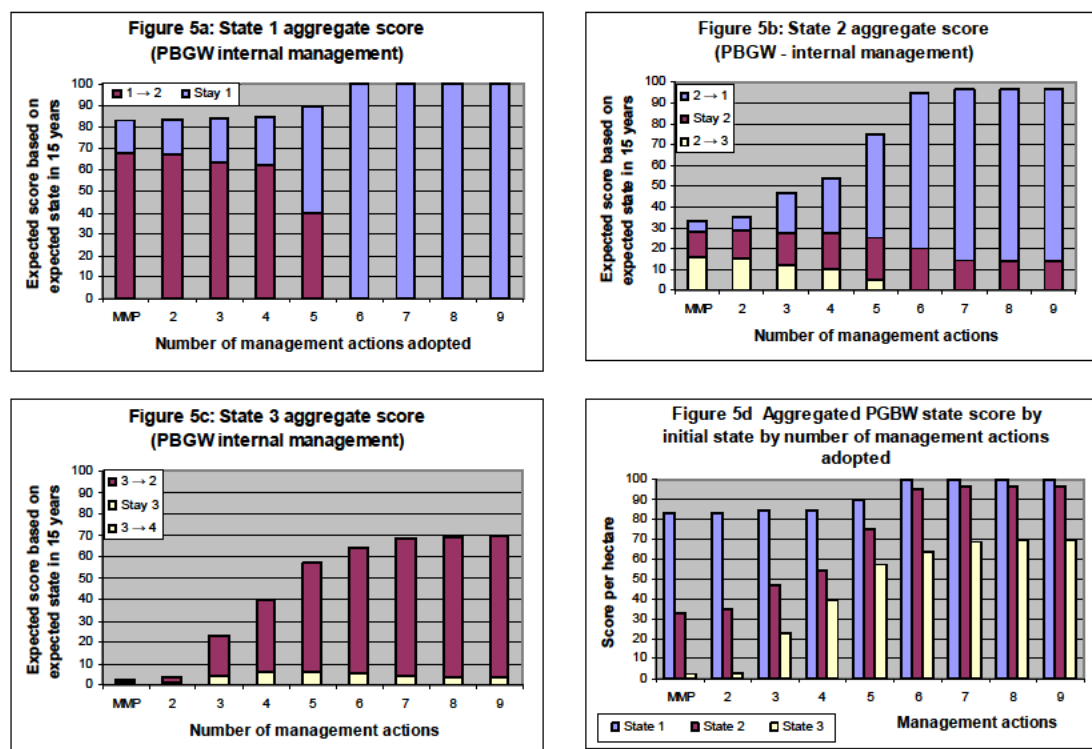 Figure 5a: State 1 aggregate score
(PBGW internal management)
1 → 2 Stay 1
Expected score based on
expected state in 15 years
100
90
80
70
60
50
40
30
20
10
0
MMP 2 3 4 5 6 7 8 9
Number of management actions adopted
Figure 5b: State 2 aggregate score
(PBGW - internal management)
2 → 1
Stay 2
2 → 3
Expected score based on
expected state in 15 years
100
90
80
70
60
50
40
30
20
10
0
MMP 2 3 4 5 6 7 8 9
Number of management actions
Figure 5c: State 3 aggregate score
(PBGW internal management)
3 → 2
Stay 3
3 → 4
Expected score based on
expected state in 15 years
100
90
80
70
60
50
40
30
20
10
0
MMP 2 3 4 5 6 7 8 9
Number of management actions
Figure 5d Aggregated PGBW state score by
initial state by number of management actions
adopted
Score per hectare
100
90
80
70
60
50
40
30
20
10
0
MMP 2 3 4 5 6 7 8 9
State 1 State 2 State 3
Management actions